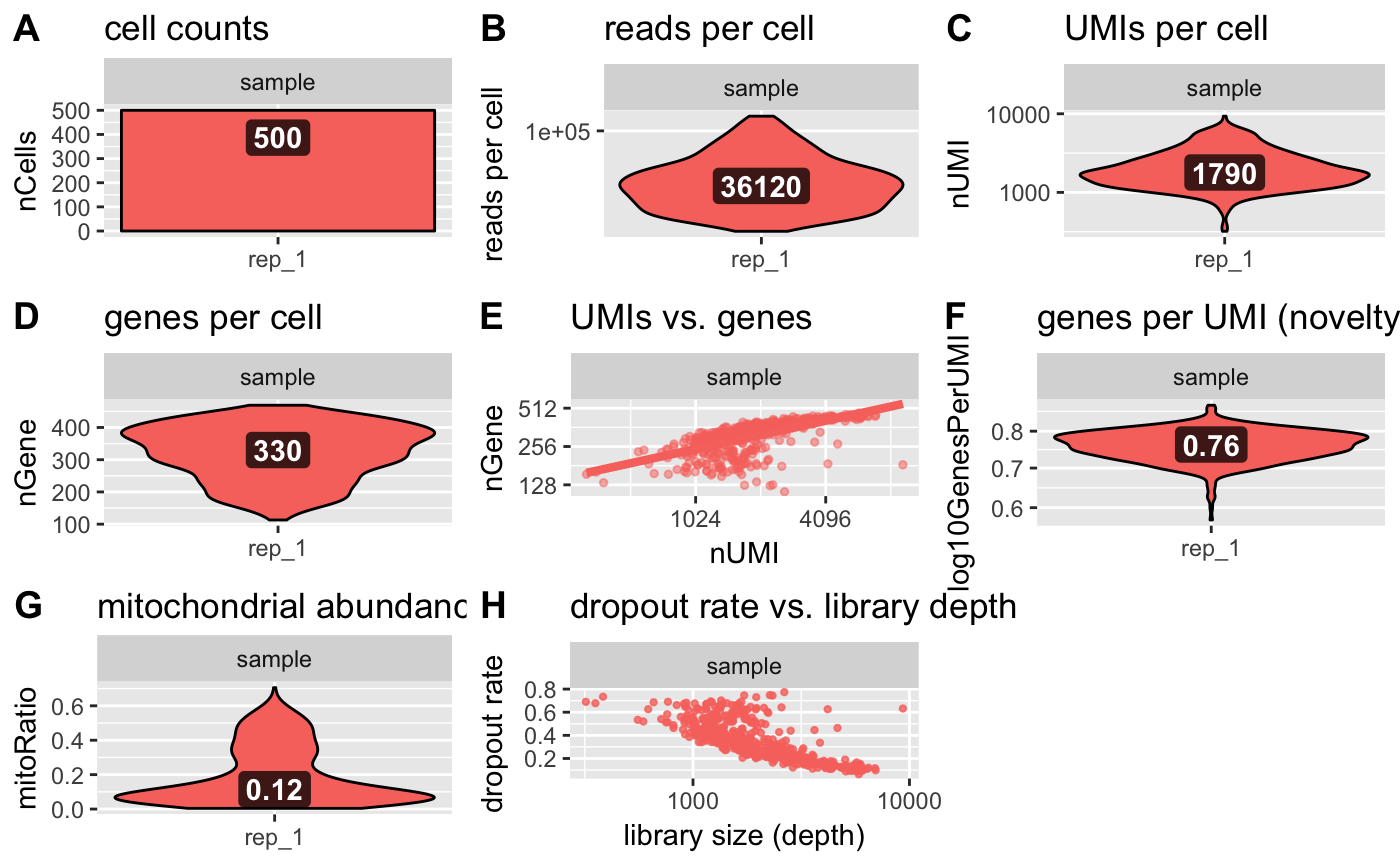 A cell counts
sample
nCells
500
400
300
200
100
0
500
rep_1
B reads per cell
sample
reads per cell
1e+05
36120
rep_1
C UMIs per cell
sample
nUMI
10000
1000
1790
rep_1
D genes per cell
sample
nGene
400
300
200
100
330
rep_1
E UMIs vs. genes
sample
nGene
512
256
128
1024 4096
nUMI
F genes per UMI (novelty
sample
log10GenesPerUMI
0.8
0.7
0.6
0.76
rep_1
G mitochondrial abundanc
sample
mitoRatio
0.6
0.4
0.2
0.0
0.12
rep_1
H dropout rate vs. library depth
sample
dropout rate
0.8
0.6
0.4
0.2
1000 10000
library size (depth)